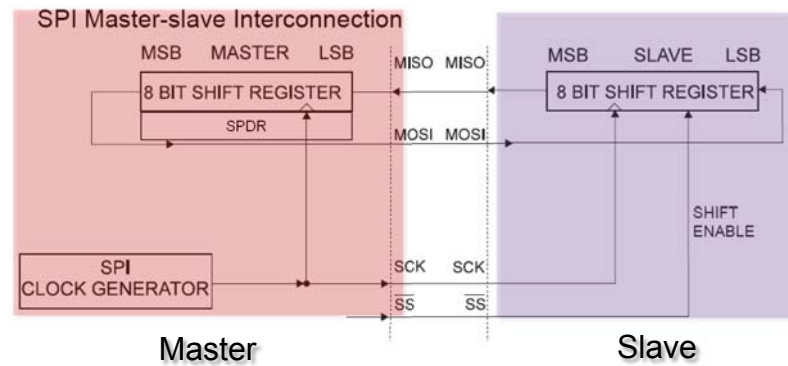 SPI Master-slave Interconnection
MSB MASTER LSB
MISO MISO
MSB SLAVE LSB
8 BIT SHIFT REGISTER
8 BIT SHIFT REGISTER
SPDR
MOSI MOSI
SHIFT
ENABLE
SPI
CLOCK GENERATOR
SCK SCK
SS SS
Master
Slave